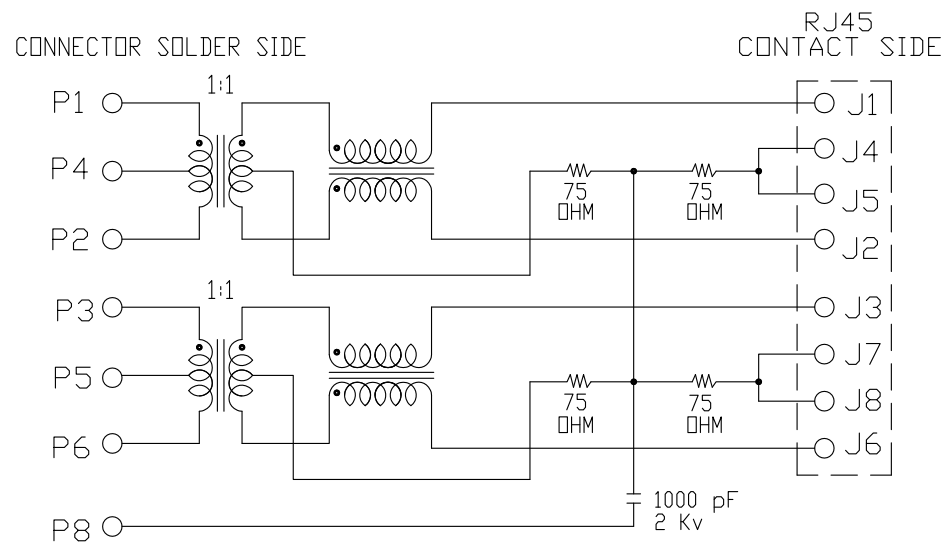 RJ45
CONNECTOR SOLDER SIDE
CONTACT SIDE
1:1
P1
J1
J4
P4
75
OHM
75
OHM
J5
P2
J2
1:1
P3
J3
J7
P5
75
OHM
75
OHM
J8
P6
J6
1000 pF
2 Kv
P8